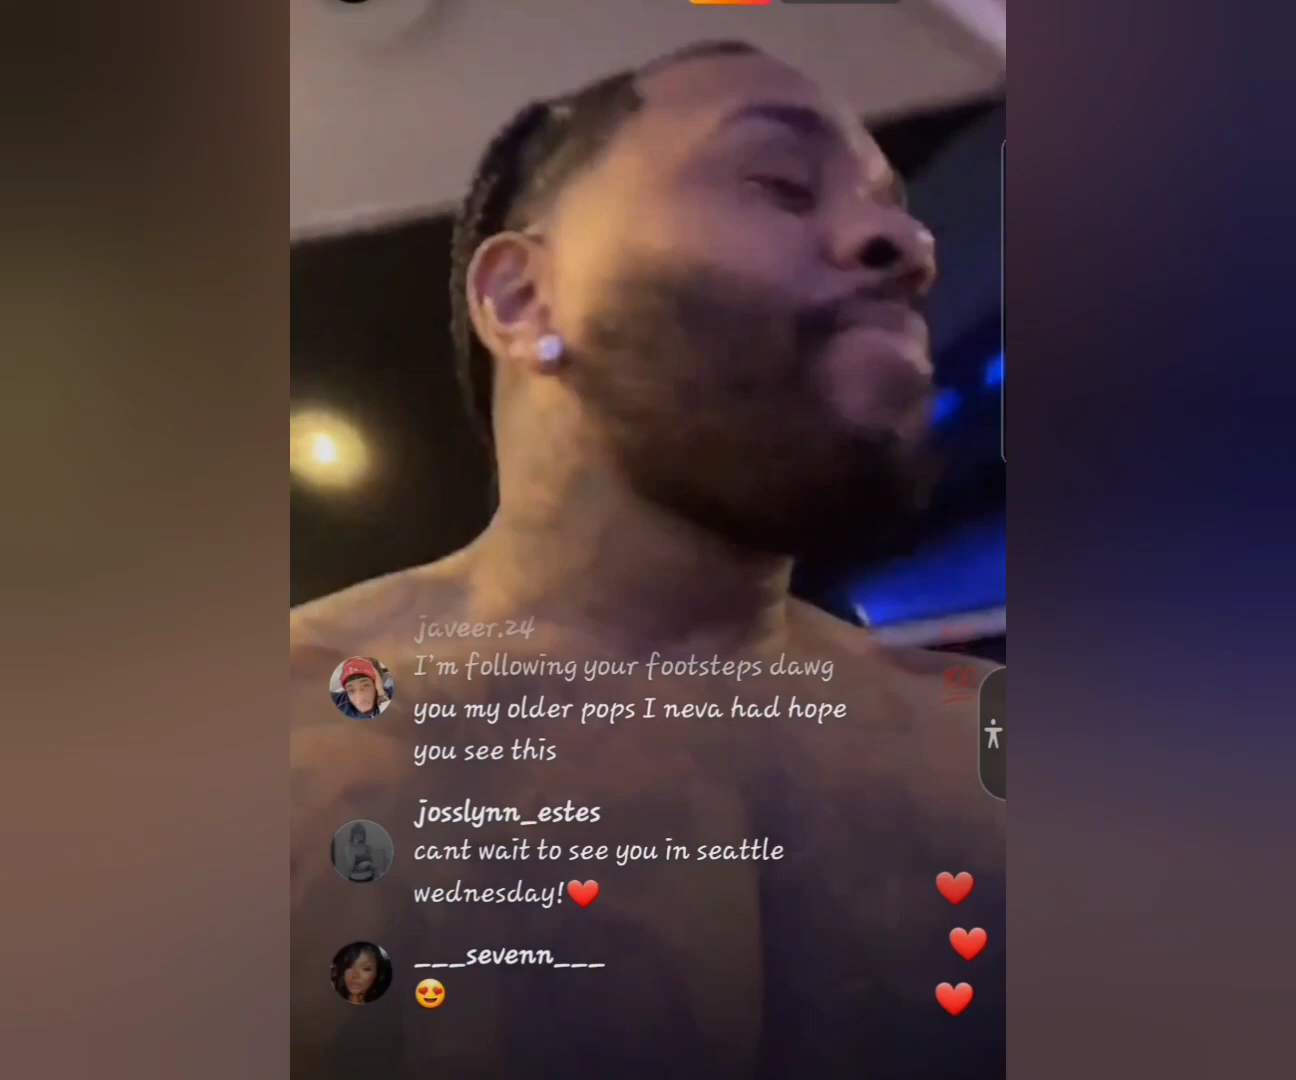 javeer.24
I'm following your footsteps dawg
you my older pops I neva had hope
you see this
josslynn_estes
cant wait to see you in seattle
wednesday!❤️
___sevenn___
😍